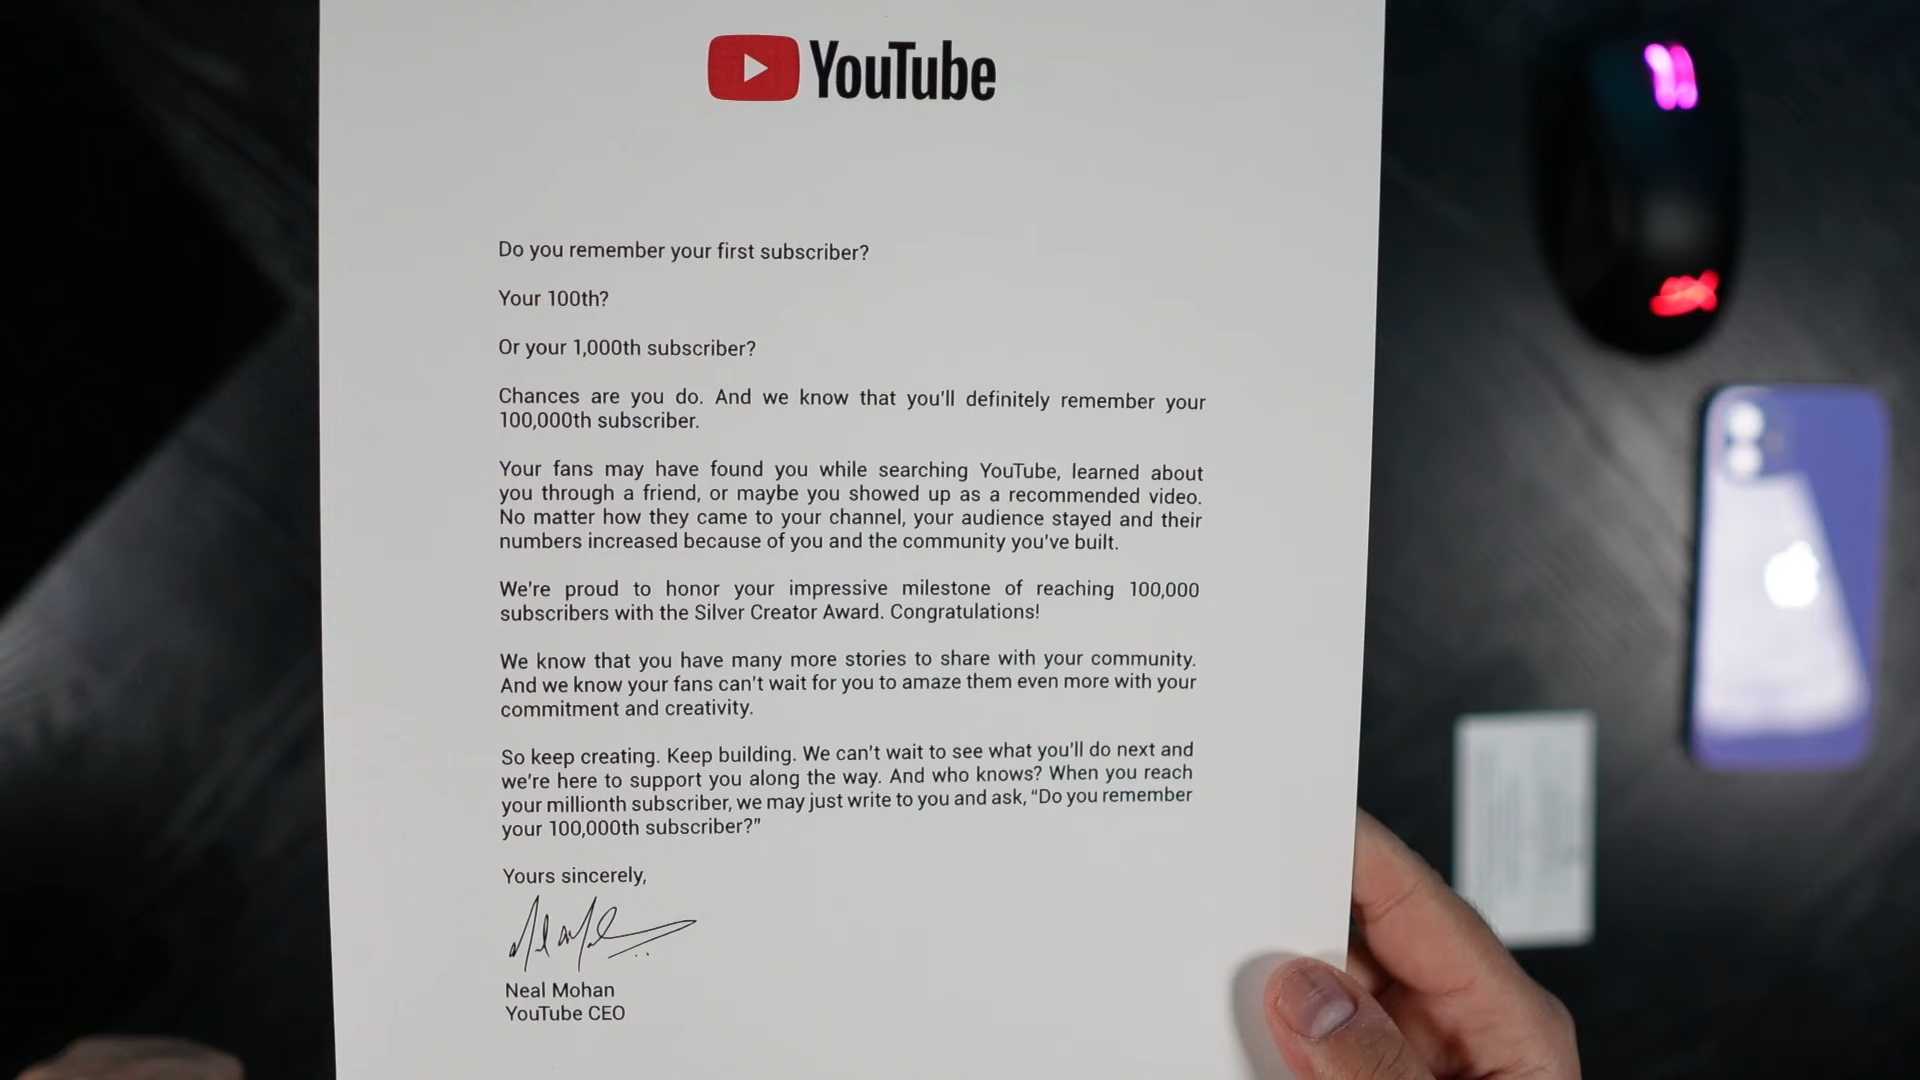 YouTube
Do you remember your first subscriber?
Your 100th?
Or your 1,000th subscriber?
Chances are you do. And we know that you'll definitely remember your
100,000th subscriber.
Your fans may have found you while searching YouTube, learned about
you through a friend, or maybe you showed up as a recommended video.
No matter how they came to your channel, your audience stayed and their
numbers increased because of you and the community you've built.
We're proud to honor your impressive milestone of reaching 100,000
subscribers with the Silver Creator Award. Congratulations!
We know that you have many more stories to share with your community.
And we know your fans can't wait for you to amaze them even more with your
commitment and creativity.
So keep creating. Keep building. We can't wait to see what you'll do next and
we're here to support you along the way. And who knows? When you reach
your millionth subscriber, we may just write to you and ask, “Do you remember
your 100,000th subscriber?”
Yours sincerely,
Neal Mohan
YouTube CEO